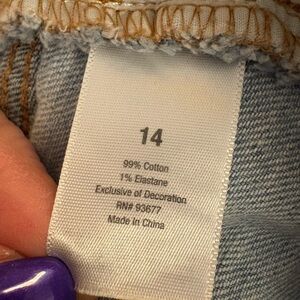 14
99% Cotton
1% Elastane
Exclusive of Decoration
RN# 93677
Made In China